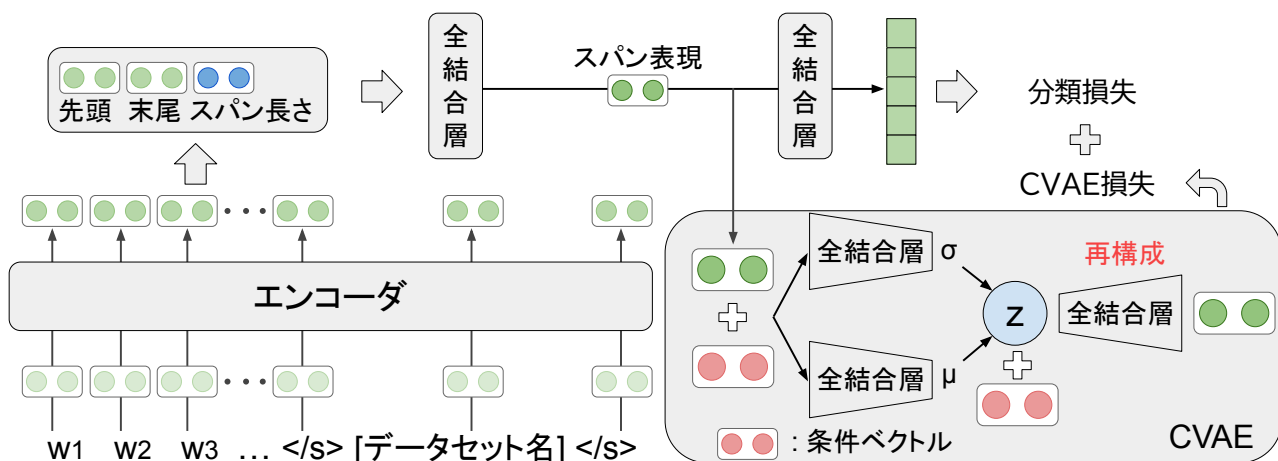 先頭 末尾 スパン長さ
全結合層
スパン表現
全結合層
分類損失
CVAE損失
エンコーダ
w1 w2 w3 … </s> [データセット名] </s>
全結合層 σ
全結合層 μ
z
再構成
全結合層
: 条件ベクトル
CVAE